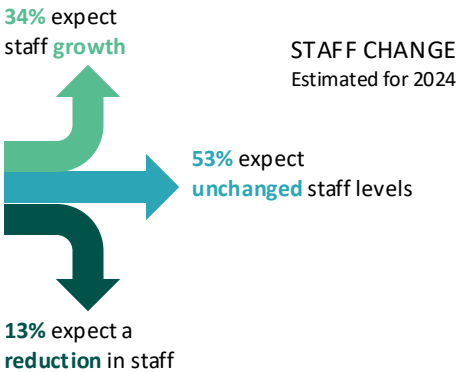 34% expect
staff growth
STAFF CHANGE
Estimated for 2024
53% expect
unchanged staff levels
13% expect a
reduction in staff